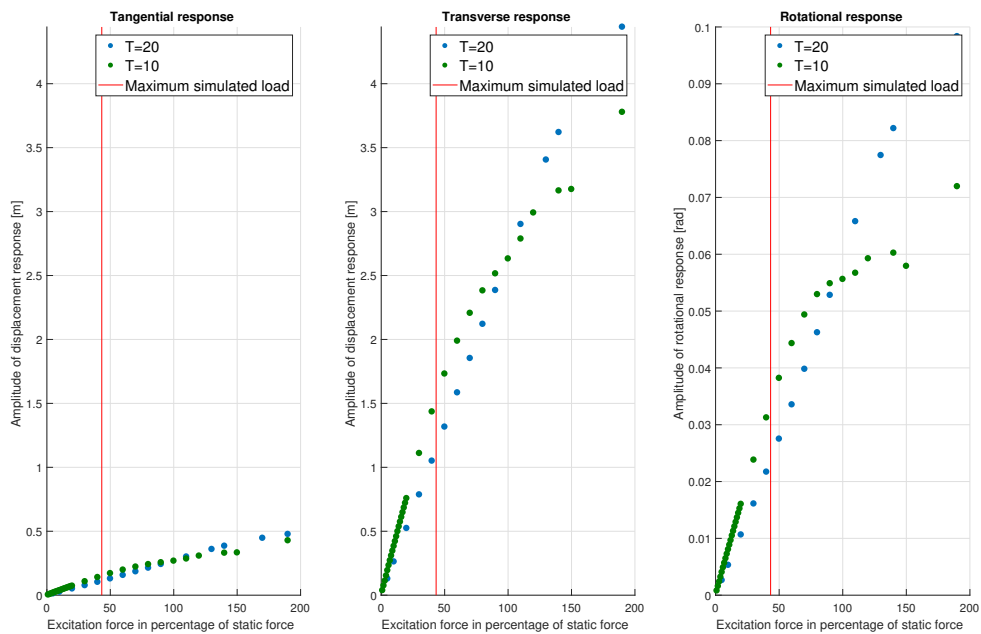 Tangential response
T=20
T=10
Maximum simulated load
Amplitude of displacement response [m]
4
3.5
3
2.5
2
1.5
1
0.5
0
0
50
100
150
200
Excitation force in percentage of static force
Transverse response
T=20
T=10
Maximum simulated load
Amplitude of displacement response [m]
4
3.5
3
2.5
2
1.5
1
0.5
0
0
50
100
150
200
Excitation force in percentage of static force
Rotational response
T=20
T=10
Maximum simulated load
Amplitude of rotational response [rad]
0.1
0.09
0.08
0.07
0.06
0.05
0.04
0.03
0.02
0.01
0
0
50
100
150
200
Excitation force in percentage of static force